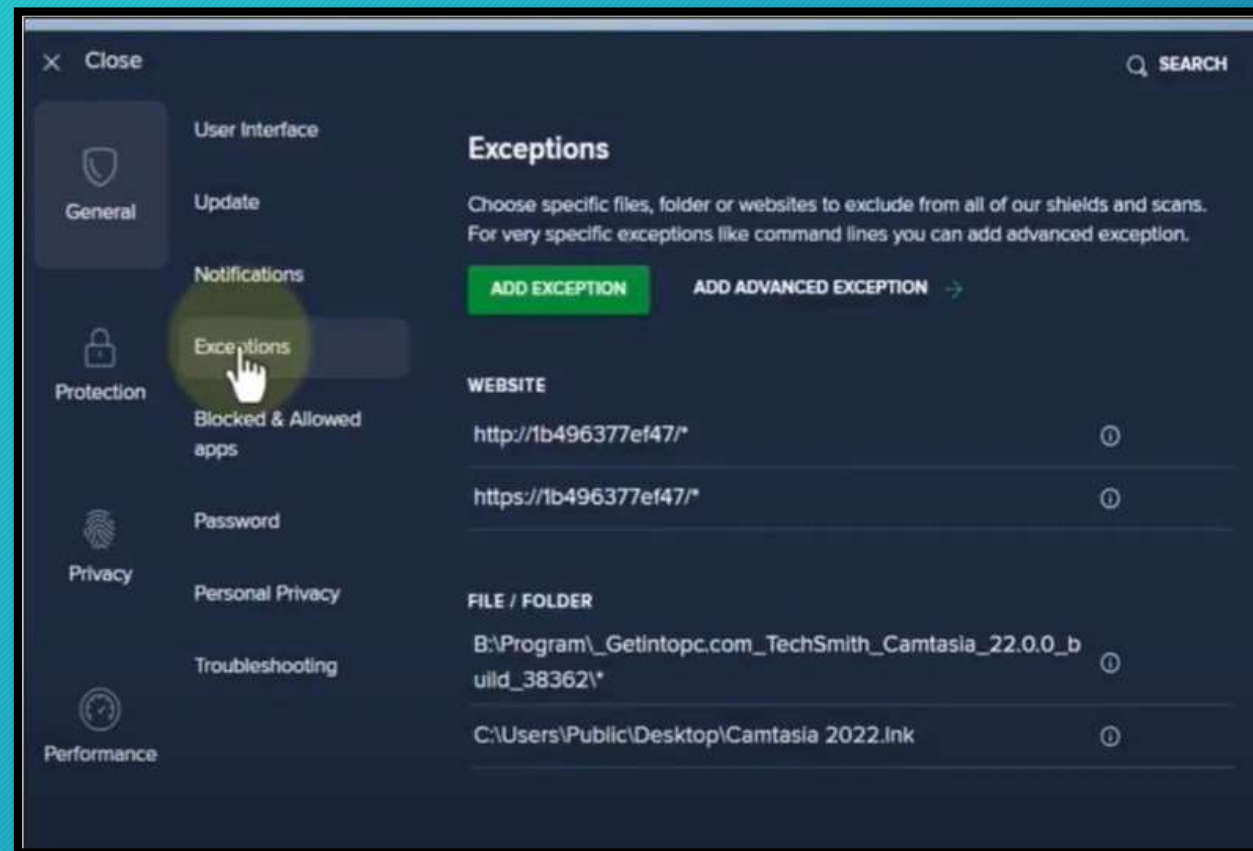 Close
SEARCH
General
Protection
Privacy
Performance
User Interface
Update
Notifications
Exceptions
Blocked & Allowed
apps
Password
Personal Privacy
Troubleshooting
Exceptions
Choose specific files, folder or websites to exclude from all of our shields and scans.
For very specific exceptions like command lines you can add advanced exception.
ADD EXCEPTION
ADD ADVANCED EXCEPTION →
WEBSITE
http://1b496377ef47/*
https://1b496377ef47/*
FILE / FOLDER
B:\Program\_Getintopc.com_TechSmith_Camtasia_22.0.0_b
uild_38362\*
C:\Users\Public\Desktop\Camtasia 2022.lnk